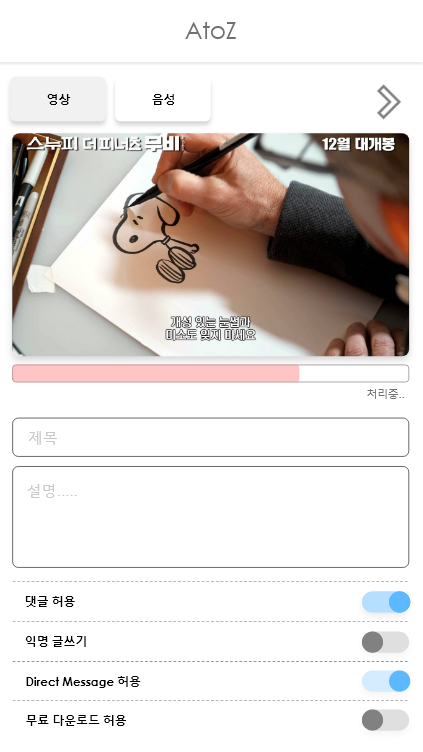 AtoZ
영상
음성
스누피 더 피너츠 무비
12월 대개봉
개성 있는 눈썹과
미소도 잊지 마세요
처리중..
제목
설명.....
댓글 허용
익명 글쓰기
Direct Message 허용
무료 다운로드 허용